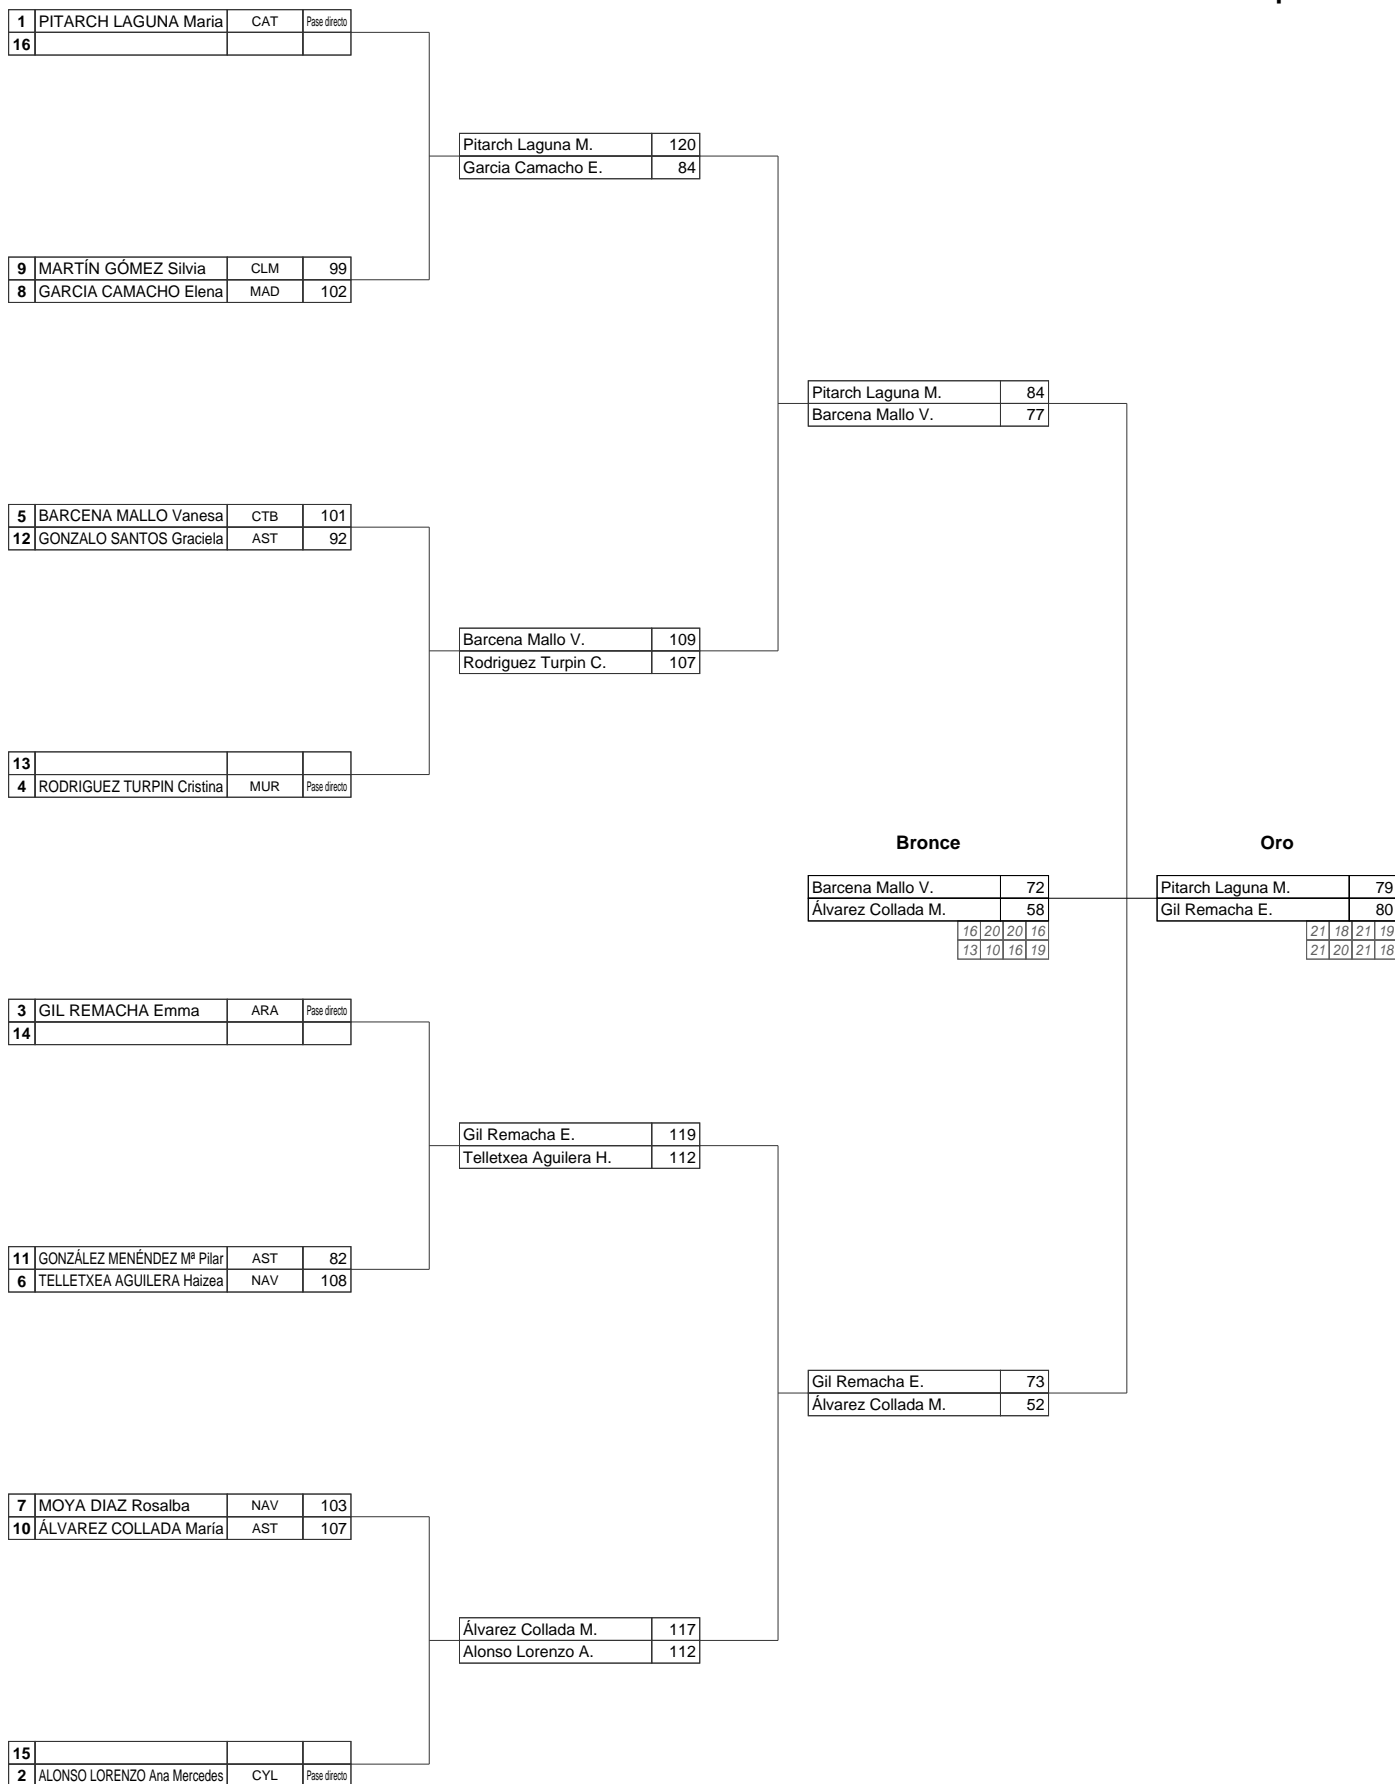 1 PITARCH LAGUNA Maria CAT Pase directo
16
Pitarch Laguna M. 120
Garcia Camacho E. 84
9 MARTÍN GÓMEZ Silvia CLM 99
8 GARCIA CAMACHO Elena MAD 102
Pitarch Laguna M. 84
Barcena Mallo V. 77
5 BARCENA MALLO Vanesa CTB 101
12 GONZALO SANTOS Graciela AST 92
Barcena Mallo V. 109
Rodriguez Turpin C. 107
13
4 RODRIGUEZ TURPIN Cristina MUR Pase directo
Bronce Oro
Barcena Mallo V. 72 Pitarch Laguna M. 79
Álvarez Collada M. 58 Gil Remacha E. 80
16 20 20 16 21 18 21 19
13 10 16 19 21 20 21 18
3 GIL REMACHA Emma ARA Pase directo
14
Gil Remacha E. 119
Telletxea Aguilera H. 112
11 GONZÁLEZ MENÉNDEZ Mª Pilar AST 82
6 TELLETXEA AGUILERA Haizea NAV 108
Gil Remacha E. 73
Álvarez Collada M. 52
7 MOYA DIAZ Rosalba NAV 103
10 ÁLVAREZ COLLADA María AST 107
Álvarez Collada M. 117
Alonso Lorenzo A. 112
15
2 ALONSO LORENZO Ana Mercedes CYL Pase directo